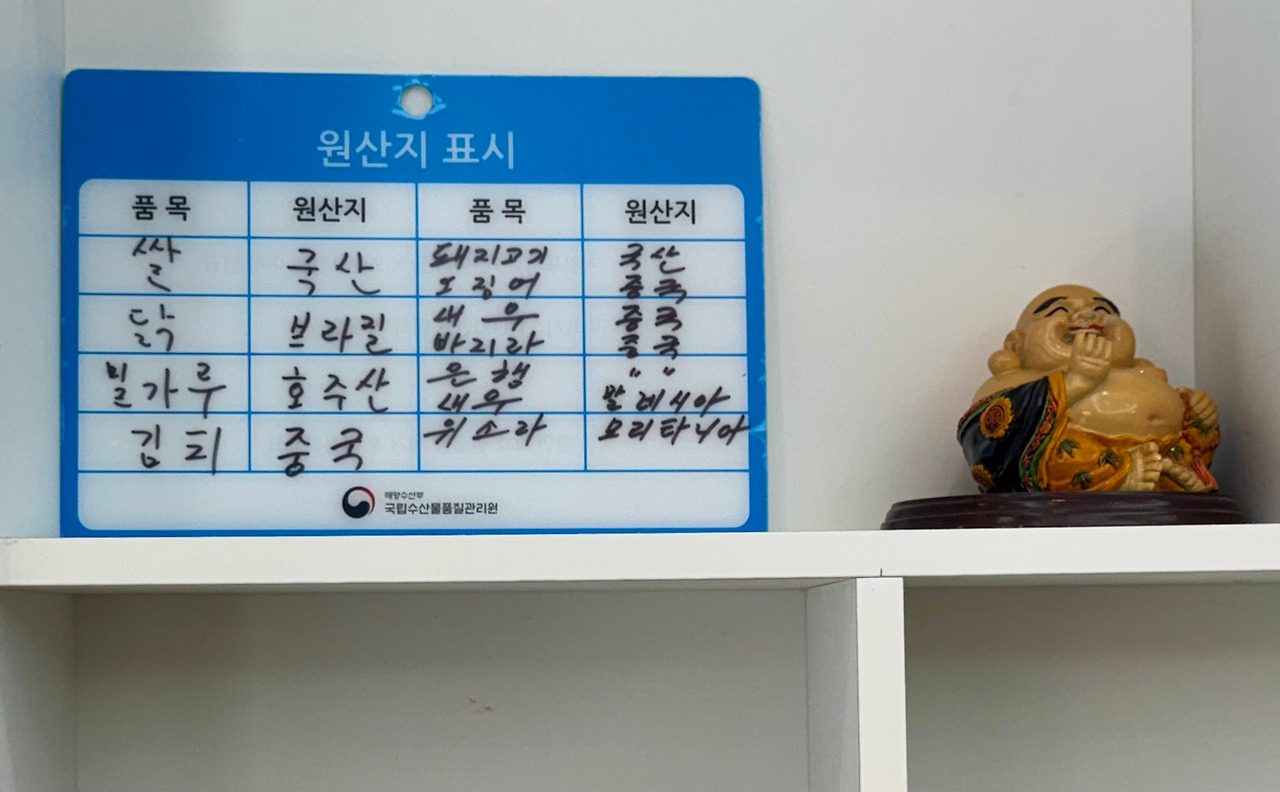 원산지 표시
품목 원산지 품목 원산지
쌀 국산 돼지고기 국산
오징어 중국
닭 브라질 새우 중국
바지라 중국
밀가루 호주산 은행 〃 〃
새우 말레시아
김치 중국 위소라 모리타니아
해양수산부
국립수산물품질관리원